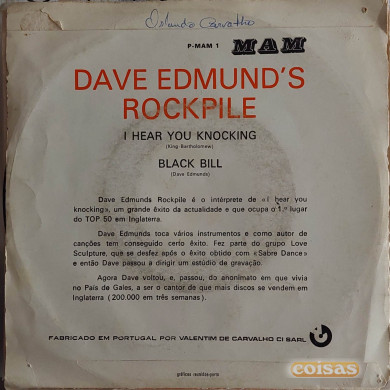 Orlando Carvalho
P-MAM 1 MAM
DAVE EDMUND'S
ROCKPILE
I HEAR YOU KNOCKING
(King-Bartholomew)
BLACK BILL
(Dave Edmunds)
Dave Edmunds Rockpile é o intérprete de «I hear you
knocking», um grande êxito da actualidade e que ocupa o 1.º lugar
do TOP 50 em Inglaterra.
Dave Edmunds toca vários instrumentos e como autor de
canções tem conseguido certo êxito. Fez parte do grupo Love
Sculpture, que se desfez após o êxito obtido com «Sabre Dance»
e então Dave passou a dirigir um estúdio de gravação.
Agora Dave voltou, e, passou, do anonimato em que vivia
no País de Gales, a ser o cantor de que mais discos se vendem em
Inglaterra (200.000 em três semanas).
FABRICADO EM PORTUGAL POR VALENTIM DE CARVALHO CI SARL
coisas